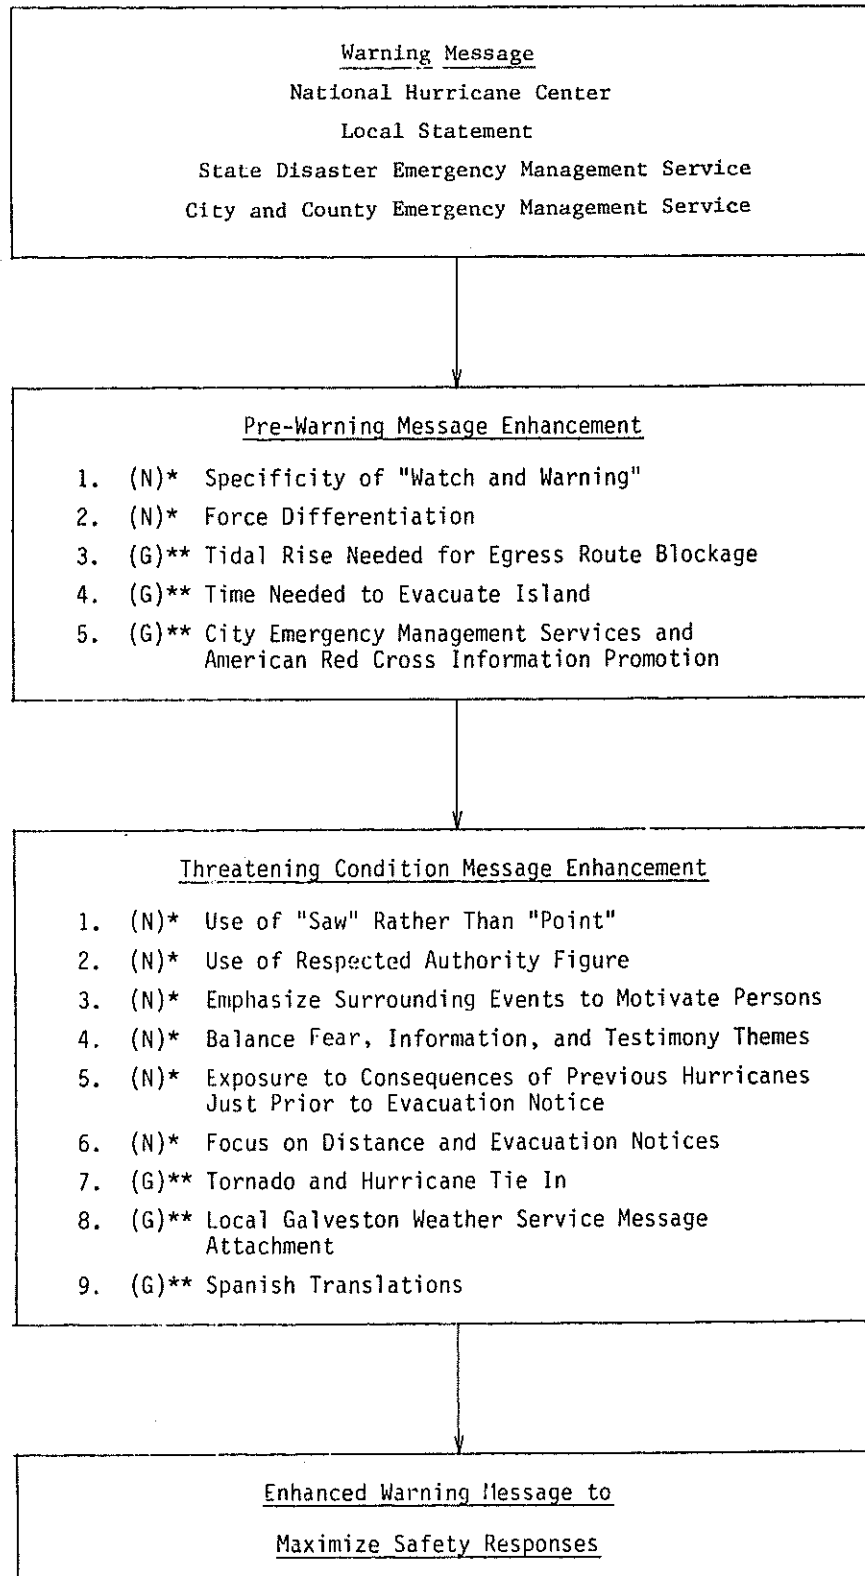 Warning Message
National Hurricane Center
Local Statement
State Disaster Emergency Management Service
City and County Emergency Management Service
Pre-Warning Message Enhancement
1. (N)* Specificity of "Watch and Warning"
2. (N)* Force Differentiation
3. (G)** Tidal Rise Needed for Egress Route Blockage
4. (G)** Time Needed to Evacuate Island
5. (G)** City Emergency Management Services and
American Red Cross Information Promotion
Threatening Condition Message Enhancement
1. (N)* Use of "Saw" Rather Than "Point"
2. (N)* Use of Respected Authority Figure
3. (N)* Emphasize Surrounding Events to Motivate Persons
4. (N)* Balance Fear, Information, and Testimony Themes
5. (N)* Exposure to Consequences of Previous Hurricanes
Just Prior to Evacuation Notice
6. (N)* Focus on Distance and Evacuation Notices
7. (G)** Tornado and Hurricane Tie In
8. (G)** Local Galveston Weather Service Message
Attachment
9. (G)** Spanish Translations
Enhanced Warning Message to
Maximize Safety Responses